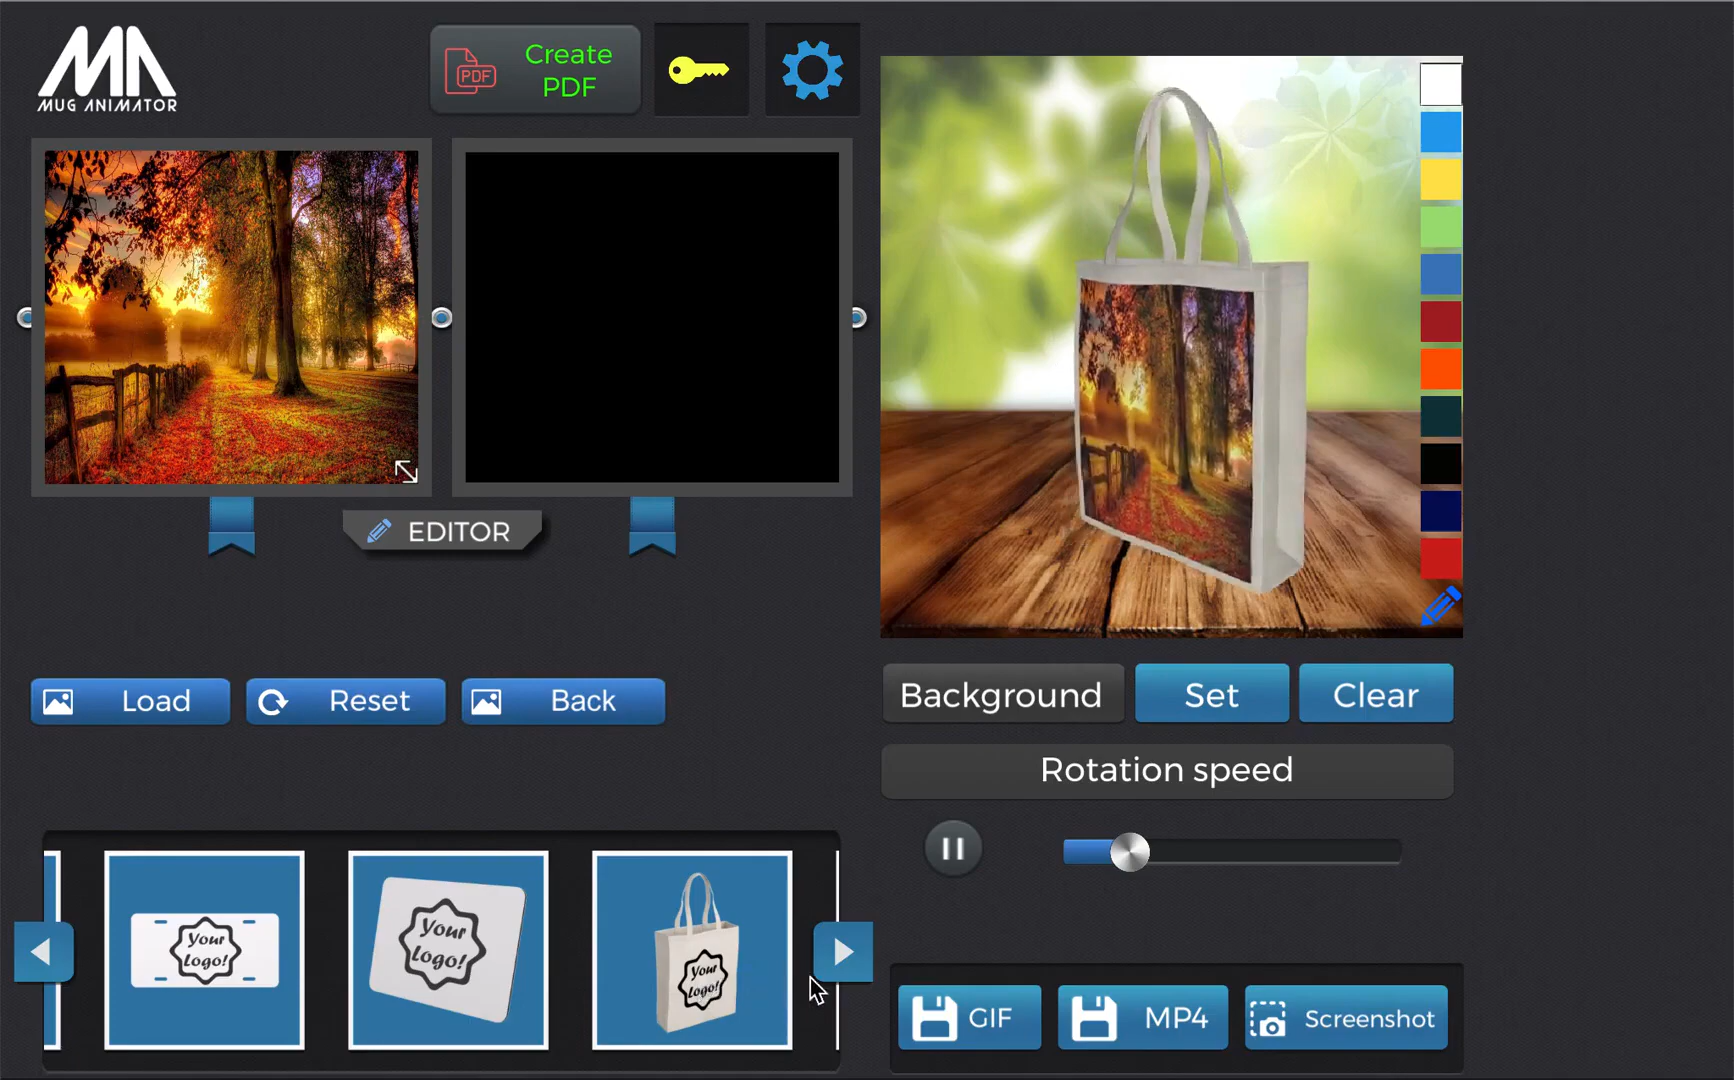 MUG ANIMATOR
PDF
Create
PDF
EDITOR
Load
Reset
Back
Background
Set
Clear
Rotation speed
Your
Logo!
Your
Logo!
Your
Logo!
GIF
MP4
Screenshot